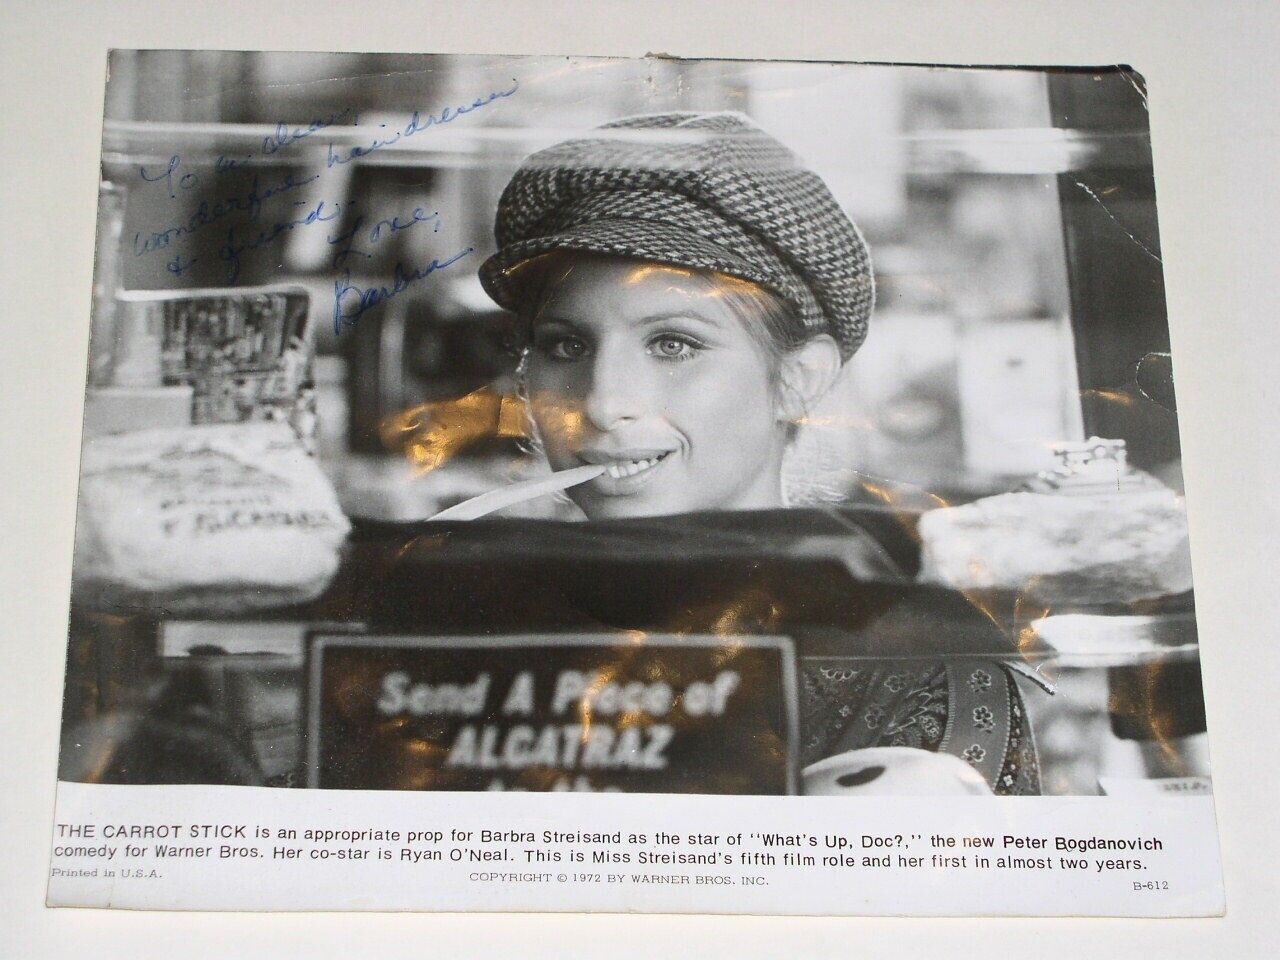 To a dear,
wonderful hairdresser
& friend.
Love,
Barbra
Send A Piece of
ALCATRAZ
to the
THE CARROT STICK is an appropriate prop for Barbra Streisand as the star of "What's Up, Doc?," the new Peter Bogdanovich
comedy for Warner Bros. Her co-star is Ryan O'Neal. This is Miss Streisand's fifth film role and her first in almost two years.
Printed in U.S.A.
COPYRIGHT © 1972 BY WARNER BROS. INC.
B-612